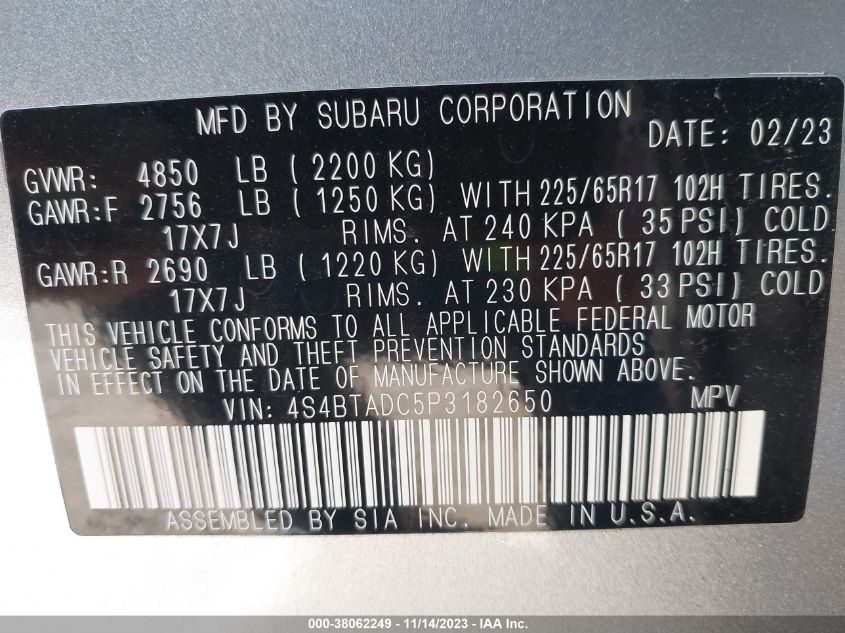 MFD BY SUBARU CORPORATION
DATE: 02/23
GVWR: 4850 LB ( 2200 KG)
GAWR:F 2756 LB ( 1250 KG) WITH 225/65R17 102H TIRES.
17X7J RIMS. AT 240 KPA ( 35 PSI) COLD
GAWR:R 2690 LB ( 1220 KG) WITH 225/65R17 102H TIRES.
17X7J RIMS. AT 230 KPA ( 33 PSI) COLD
THIS VEHICLE CONFORMS TO ALL APPLICABLE FEDERAL MOTOR
VEHICLE SAFETY AND THEFT PREVENTION STANDARDS
IN EFFECT ON THE DATE OF MANUFACTURE SHOWN ABOVE.
VIN: 4S4BTADC5P3182650 MPV
ASSEMBLED BY SIA INC. MADE IN U.S.A.
000-38062249 - 11/14/2023 - IAA Inc.